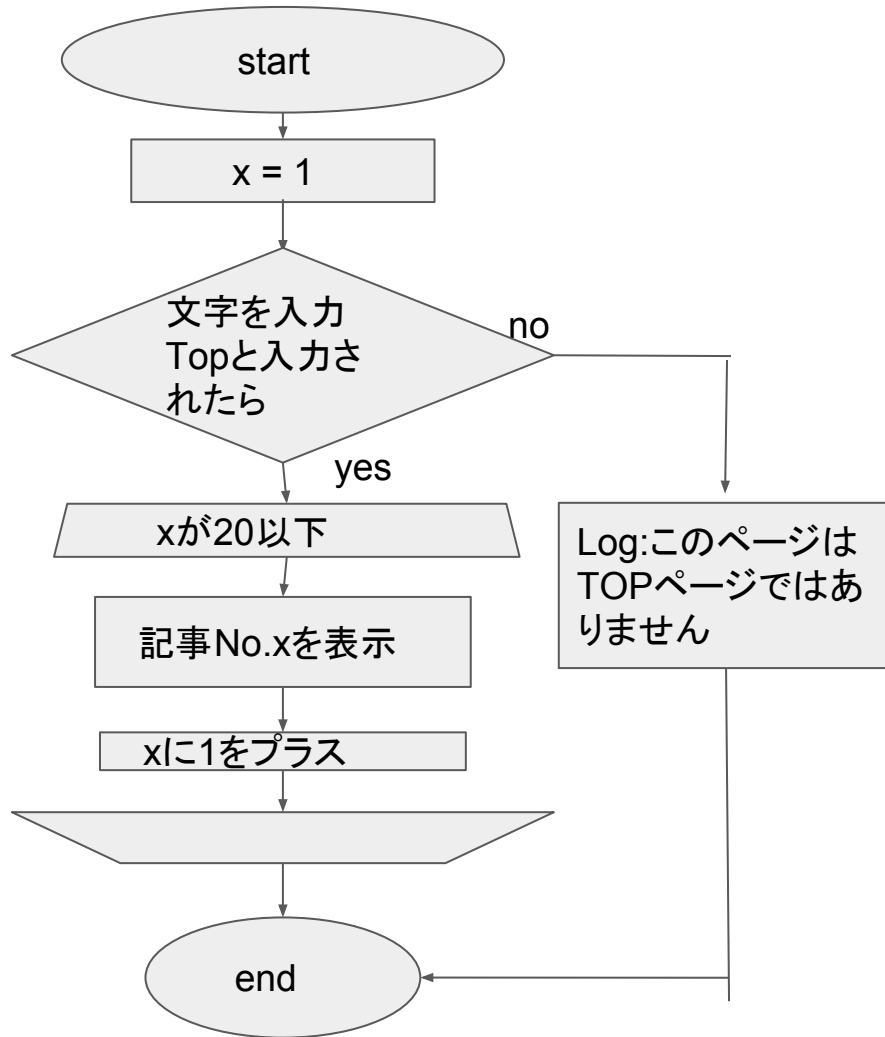 start
x = 1
文字を入力
Topと入力さ
れたら
no
yes
xが20以下
Log:このページは
TOPページではあ
りません
記事No.xを表示
xに1をプラス
end